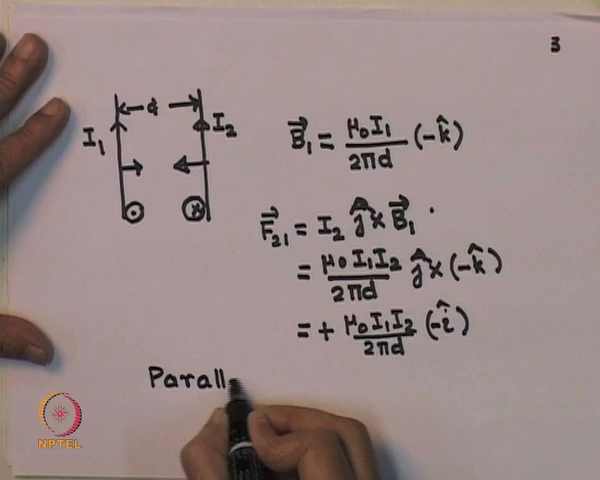 3
d
I₁
I₂
B⃗₁ = μ₀I₁/2πd (-k̂)
F⃗₂₁ = I₂ ĵ × B⃗₁
= μ₀I₁I₂/2πd ĵ × (-k̂)
= + μ₀I₁I₂/2πd (-î)
Parall
NPTEL